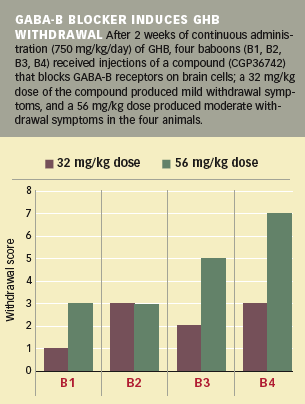 GABA-B BLOCKER INDUCES GHB
WITHDRAWAL After 2 weeks of continuous adminis-
tration (750 mg/kg/day) of GHB, four baboons (B1, B2,
B3, B4) received injections of a compound (CGP36742)
that blocks GABA-B receptors on brain cells; a 32 mg/kg
dose of the compound produced mild withdrawal symp-
toms, and a 56 mg/kg dose produced moderate with-
drawal symptoms in the four animals.
32 mg/kg dose 56 mg/kg dose
Withdrawal score
8
7
6
5
4
3
2
1
0
B1 B2 B3 B4